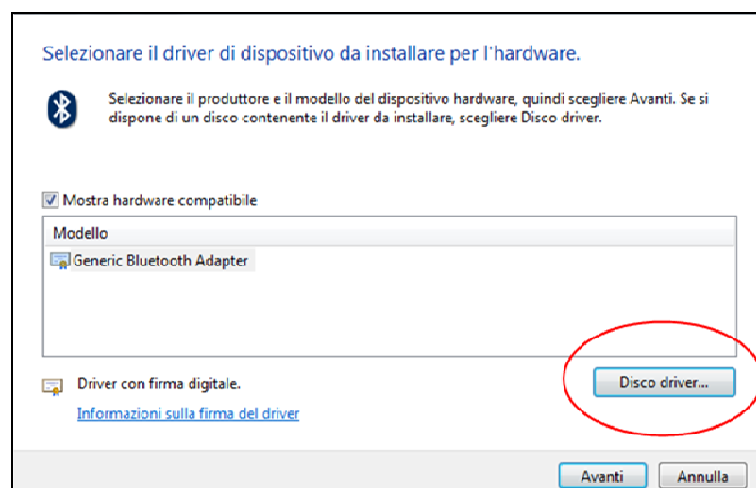 Selezionare il driver di dispositivo da installare per l'hardware.
Selezionare il produttore e il modello del dispositivo hardware, quindi scegliere Avanti. Se si
dispone di un disco contenente il driver da installare, scegliere Disco driver.
Mostra hardware compatibile
Modello
Generic Bluetooth Adapter
Driver con firma digitale.
Disco driver...
Informazioni sulla firma del driver
Avanti
Annulla